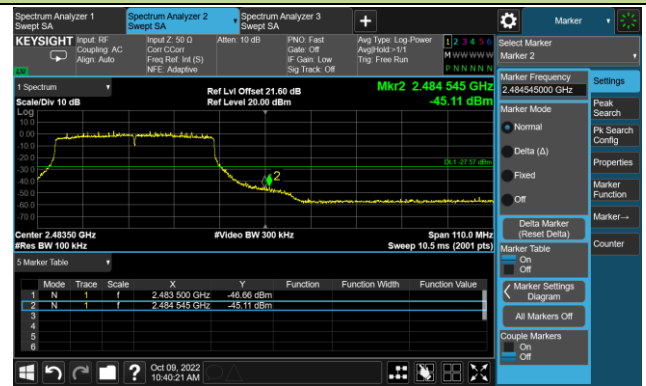 Spectrum Analyzer 1
Swept SA
Spectrum Analyzer 2
Swept SA
Spectrum Analyzer 3
Swept SA
+
Marker
KEYSIGHT
Input: RF
Coupling: AC
Align: Auto
Input Z: 50 Ω
Corr CCorr
Freq Ref: Int (S)
NFE: Adaptive
Atten: 10 dB
PNO: Fast
Gate: Off
IF Gain: Low
Sig Track: Off
Avg Type: Log-Power
Avg|Hold:>1/1
Trig: Free Run
1 2 3 4 5 6
M W W W W W
P N N N N N
LXI
Select Marker
Marker 2
1 Spectrum
Scale/Div 10 dB
Log
Ref Lvl Offset 21.60 dB
Ref Level 20.00 dBm
Mkr2 2.484 545 GHz
-45.11 dBm
10.0
0.00
-10.0
-20.0
-30.0
-40.0
-50.0
-60.0
-70.0
DL1 -27.57 dBm
2
Center 2.48350 GHz
#Res BW 100 kHz
#Video BW 300 kHz
Span 110.0 MHz
Sweep 10.5 ms (2001 pts)
5 Marker Table
Mode Trace Scale X Y Function Function Width Function Value
1 N 1 f 2.483 500 GHz -46.66 dBm
2 N 1 f 2.484 545 GHz -45.11 dBm
3
4
5
6
Marker Frequency
2.484545000 GHz
Marker Mode
Normal
Delta (Δ)
Fixed
Off
Delta Marker
(Reset Delta)
Marker Table
On
Off
Marker Settings
Diagram
All Markers Off
Couple Markers
On
Off
Settings
Peak
Search
Pk Search
Config
Properties
Marker
Function
Marker→
Counter
?
Oct 09, 2022
10:40:21 AM